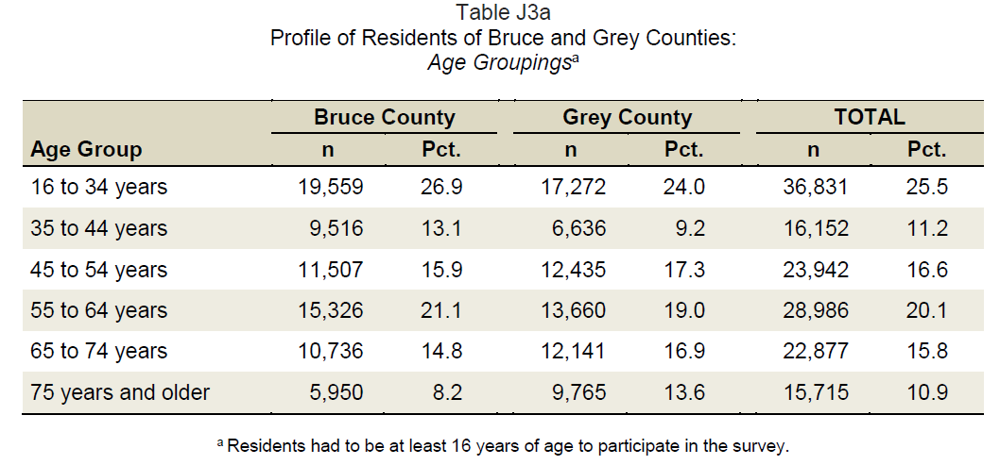 Table J3a
Profile of Residents of Bruce and Grey Counties:
Age Groupingsa
Bruce County Grey County TOTAL
Age Group n Pct. n Pct. n Pct.
16 to 34 years 19,559 26.9 17,272 24.0 36,831 25.5
35 to 44 years 9,516 13.1 6,636 9.2 16,152 11.2
45 to 54 years 11,507 15.9 12,435 17.3 23,942 16.6
55 to 64 years 15,326 21.1 13,660 19.0 28,986 20.1
65 to 74 years 10,736 14.8 12,141 16.9 22,877 15.8
75 years and older 5,950 8.2 9,765 13.6 15,715 10.9
a Residents had to be at least 16 years of age to participate in the survey.